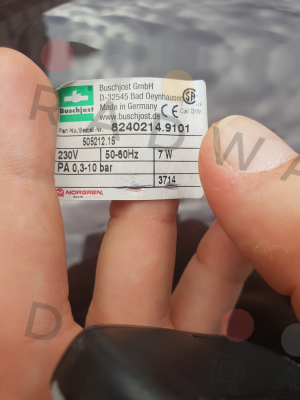 Buschjost GmbH
D-32545 Bad Oeynhausen
Made in Germany
www.buschjost.com
Buschjost
Part-No./Bestell-Nr.
8240214.9101
505212.15
230V 50-60Hz 7 W
PA 0,3-10 bar
3714
NORGREN